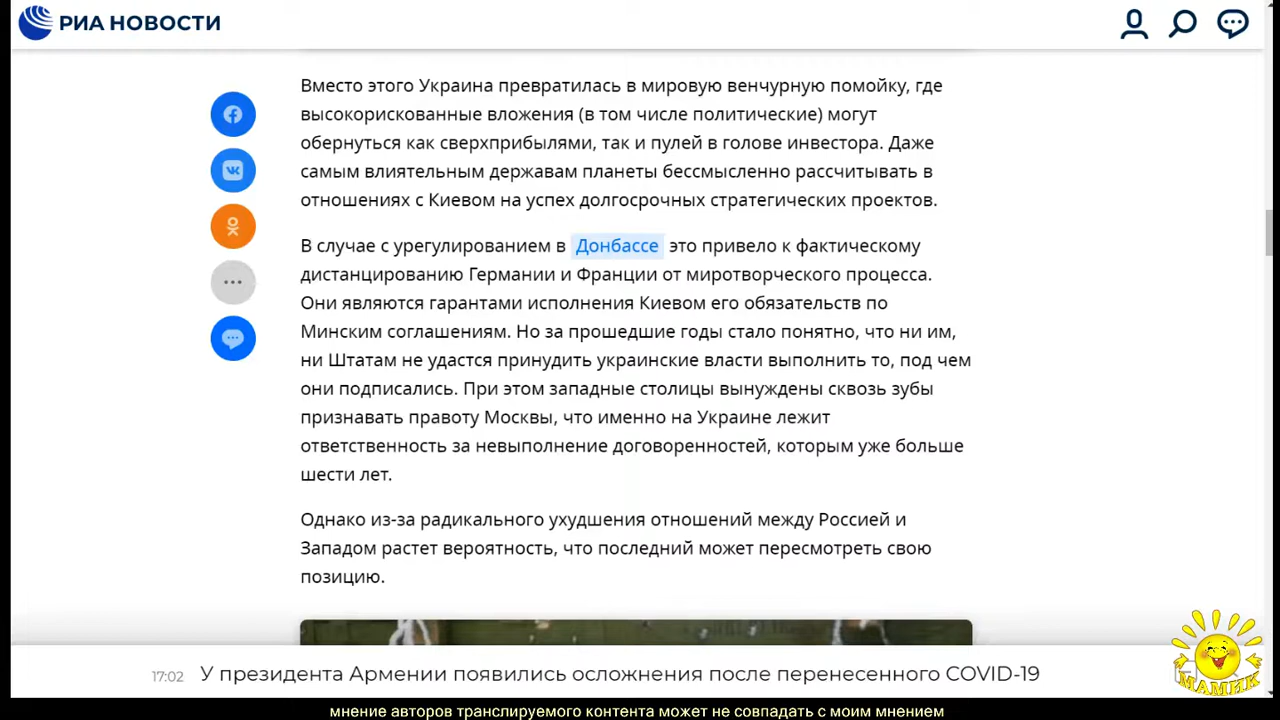 РИА НОВОСТИ
Вместо этого Украина превратилась в мировую венчурную помойку, где
высокорискованные вложения (в том числе политические) могут
обернуться как сверхприбылями, так и пулей в голове инвестора. Даже
самым влиятельным державам планеты бессмысленно рассчитывать в
отношениях с Киевом на успех долгосрочных стратегических проектов.
В случае с урегулированием в Донбассе это привело к фактическому
дистанцированию Германии и Франции от миротворческого процесса.
Они являются гарантами исполнения Киевом его обязательств по
Минским соглашениям. Но за прошедшие годы стало понятно, что ни им,
ни Штатам не удастся принудить украинские власти выполнить то, под чем
они подписались. При этом западные столицы вынуждены сквозь зубы
признавать правоту Москвы, что именно на Украине лежит
ответственность за невыполнение договоренностей, которым уже больше
шести лет.
Однако из-за радикального ухудшения отношений между Россией и
Западом растет вероятность, что последний может пересмотреть свою
позицию.
17:02 У президента Армении появились осложнения после перенесенного COVID-19
МАМИК
мнение авторов транслируемого контента может не совпадать с моим мнением